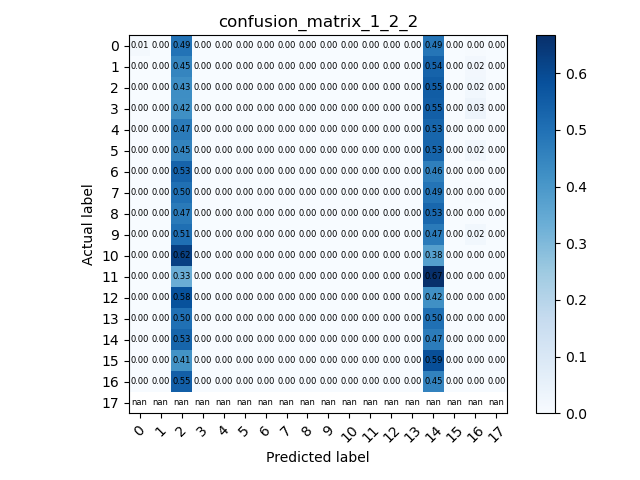 confusion_matrix_1_2_2
0 0.01 0.00 0.49 0.00 0.00 0.00 0.00 0.00 0.00 0.00 0.00 0.00 0.00 0.00 0.49 0.00 0.00 0.00
1 0.00 0.00 0.45 0.00 0.00 0.00 0.00 0.00 0.00 0.00 0.00 0.00 0.00 0.00 0.54 0.00 0.02 0.00
2 0.00 0.00 0.43 0.00 0.00 0.00 0.00 0.00 0.00 0.00 0.00 0.00 0.00 0.00 0.55 0.00 0.02 0.00
3 0.00 0.00 0.42 0.00 0.00 0.00 0.00 0.00 0.00 0.00 0.00 0.00 0.00 0.00 0.55 0.00 0.03 0.00
4 0.00 0.00 0.47 0.00 0.00 0.00 0.00 0.00 0.00 0.00 0.00 0.00 0.00 0.00 0.53 0.00 0.00 0.00
5 0.00 0.00 0.45 0.00 0.00 0.00 0.00 0.00 0.00 0.00 0.00 0.00 0.00 0.00 0.53 0.00 0.02 0.00
6 0.00 0.00 0.53 0.00 0.00 0.00 0.00 0.00 0.00 0.00 0.00 0.00 0.00 0.00 0.46 0.00 0.00 0.00
7 0.00 0.00 0.50 0.00 0.00 0.00 0.00 0.00 0.00 0.00 0.00 0.00 0.00 0.00 0.49 0.00 0.00 0.00
8 0.00 0.00 0.47 0.00 0.00 0.00 0.00 0.00 0.00 0.00 0.00 0.00 0.00 0.00 0.53 0.00 0.00 0.00
9 0.00 0.00 0.51 0.00 0.00 0.00 0.00 0.00 0.00 0.00 0.00 0.00 0.00 0.00 0.47 0.00 0.02 0.00
10 0.00 0.00 0.62 0.00 0.00 0.00 0.00 0.00 0.00 0.00 0.00 0.00 0.00 0.00 0.38 0.00 0.00 0.00
11 0.00 0.00 0.33 0.00 0.00 0.00 0.00 0.00 0.00 0.00 0.00 0.00 0.00 0.00 0.67 0.00 0.00 0.00
12 0.00 0.00 0.58 0.00 0.00 0.00 0.00 0.00 0.00 0.00 0.00 0.00 0.00 0.00 0.42 0.00 0.00 0.00
13 0.00 0.00 0.50 0.00 0.00 0.00 0.00 0.00 0.00 0.00 0.00 0.00 0.00 0.00 0.50 0.00 0.00 0.00
14 0.00 0.00 0.53 0.00 0.00 0.00 0.00 0.00 0.00 0.00 0.00 0.00 0.00 0.00 0.47 0.00 0.00 0.00
15 0.00 0.00 0.41 0.00 0.00 0.00 0.00 0.00 0.00 0.00 0.00 0.00 0.00 0.00 0.59 0.00 0.00 0.00
16 0.00 0.00 0.55 0.00 0.00 0.00 0.00 0.00 0.00 0.00 0.00 0.00 0.00 0.00 0.45 0.00 0.00 0.00
17 nan nan nan nan nan nan nan nan nan nan nan nan nan nan nan nan nan nan
0 1 2 3 4 5 6 7 8 9 10 11 12 13 14 15 16 17
Predicted label
Actual label
0.6
0.5
0.4
0.3
0.2
0.1
0.0